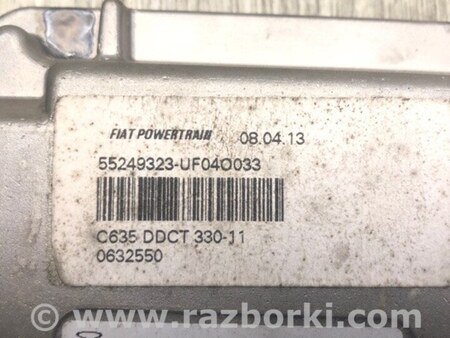 FIAT POWERTRAIN 08.04.13
55249323-UF04O033
C635 DDCT 330-11
0632550
www.razborki.com